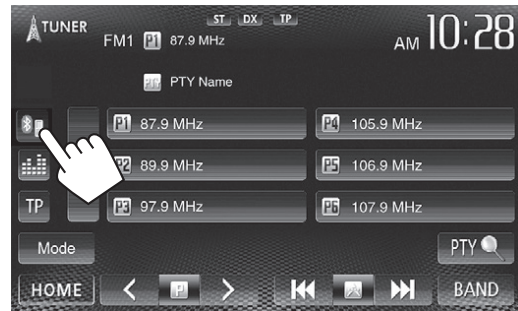 TUNER
ST DX TP
FM1 P1 87.9 MHz
AM 10:28
PTY PTY Name
P1 87.9 MHz
P4 105.9 MHz
P2 89.9 MHz
P5 106.9 MHz
TP
P3 97.9 MHz
P6 107.9 MHz
Mode
PTY
HOME
P
BAND